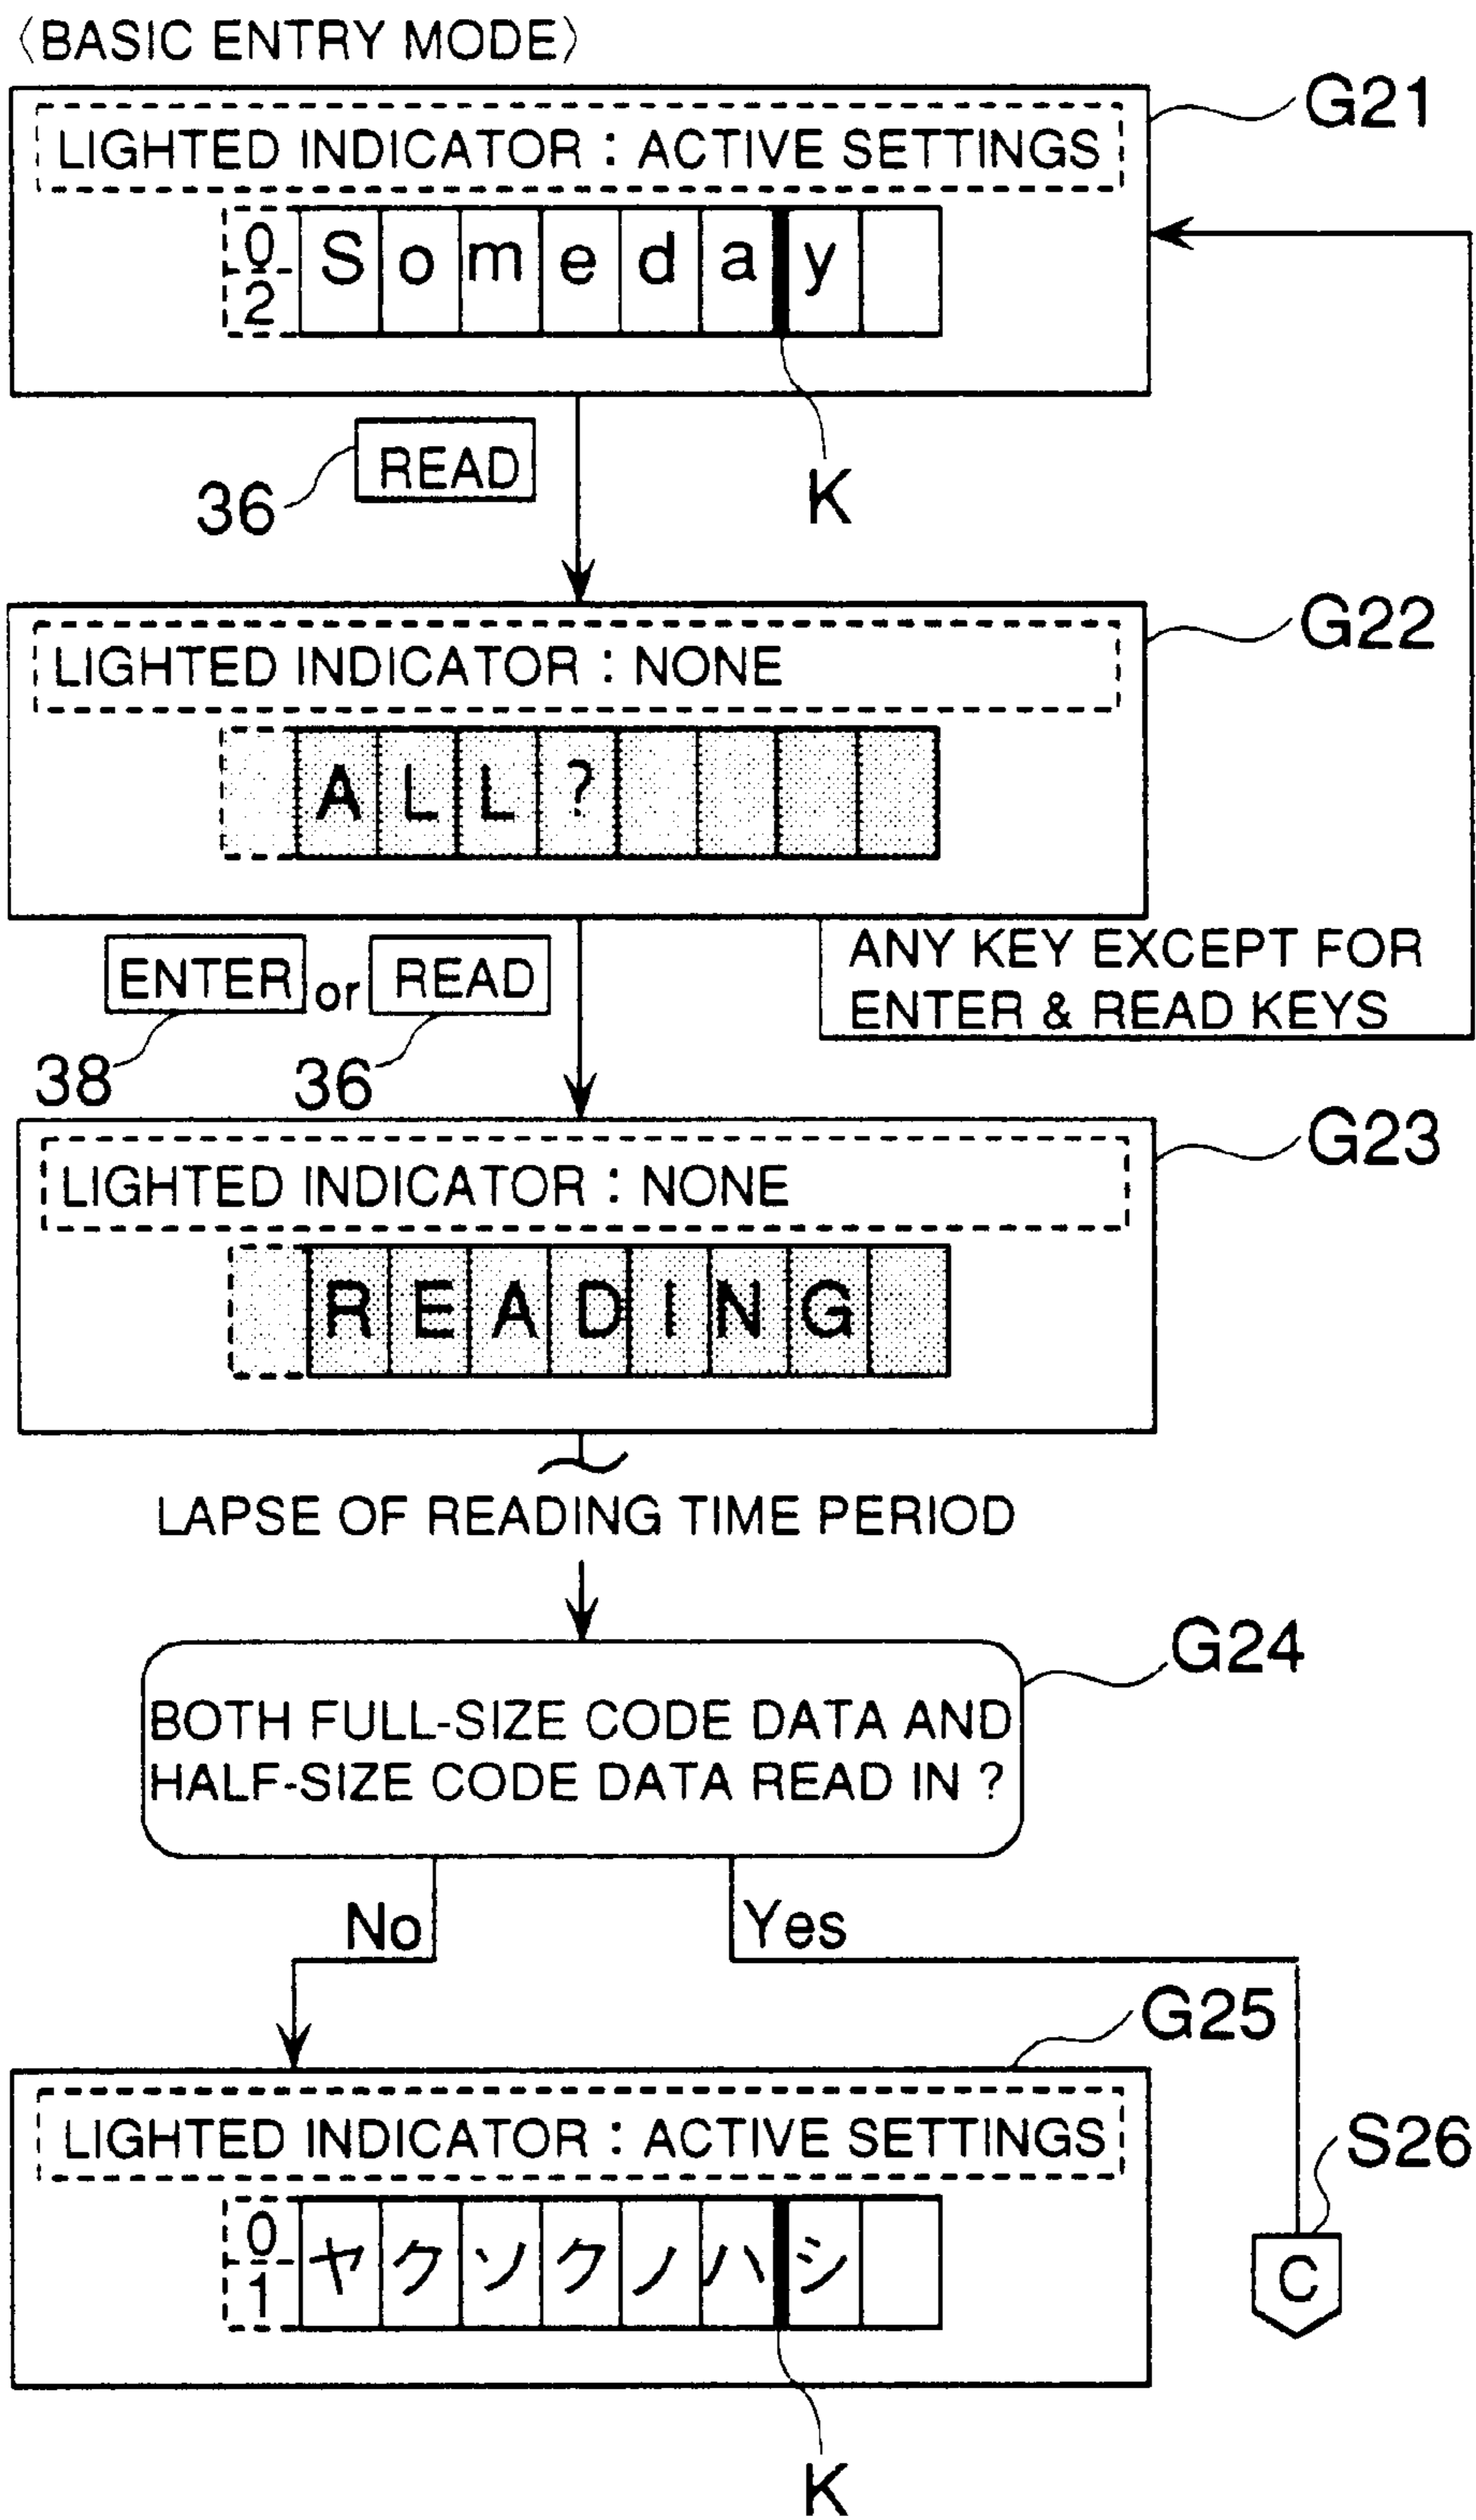 〈BASIC ENTRY MODE〉
G21
LIGHTED INDICATOR : ACTIVE SETTINGS
0
2
Someday
K
READ
36
G22
LIGHTED INDICATOR : NONE
ALL?
ENTER or READ
38
36
ANY KEY EXCEPT FOR
ENTER & READ KEYS
G23
LIGHTED INDICATOR : NONE
READING
LAPSE OF READING TIME PERIOD
G24
BOTH FULL-SIZE CODE DATA AND
HALF-SIZE CODE DATA READ IN ?
No
Yes
G25
LIGHTED INDICATOR : ACTIVE SETTINGS
0
1
ヤクソクノハシ
K
S26
C